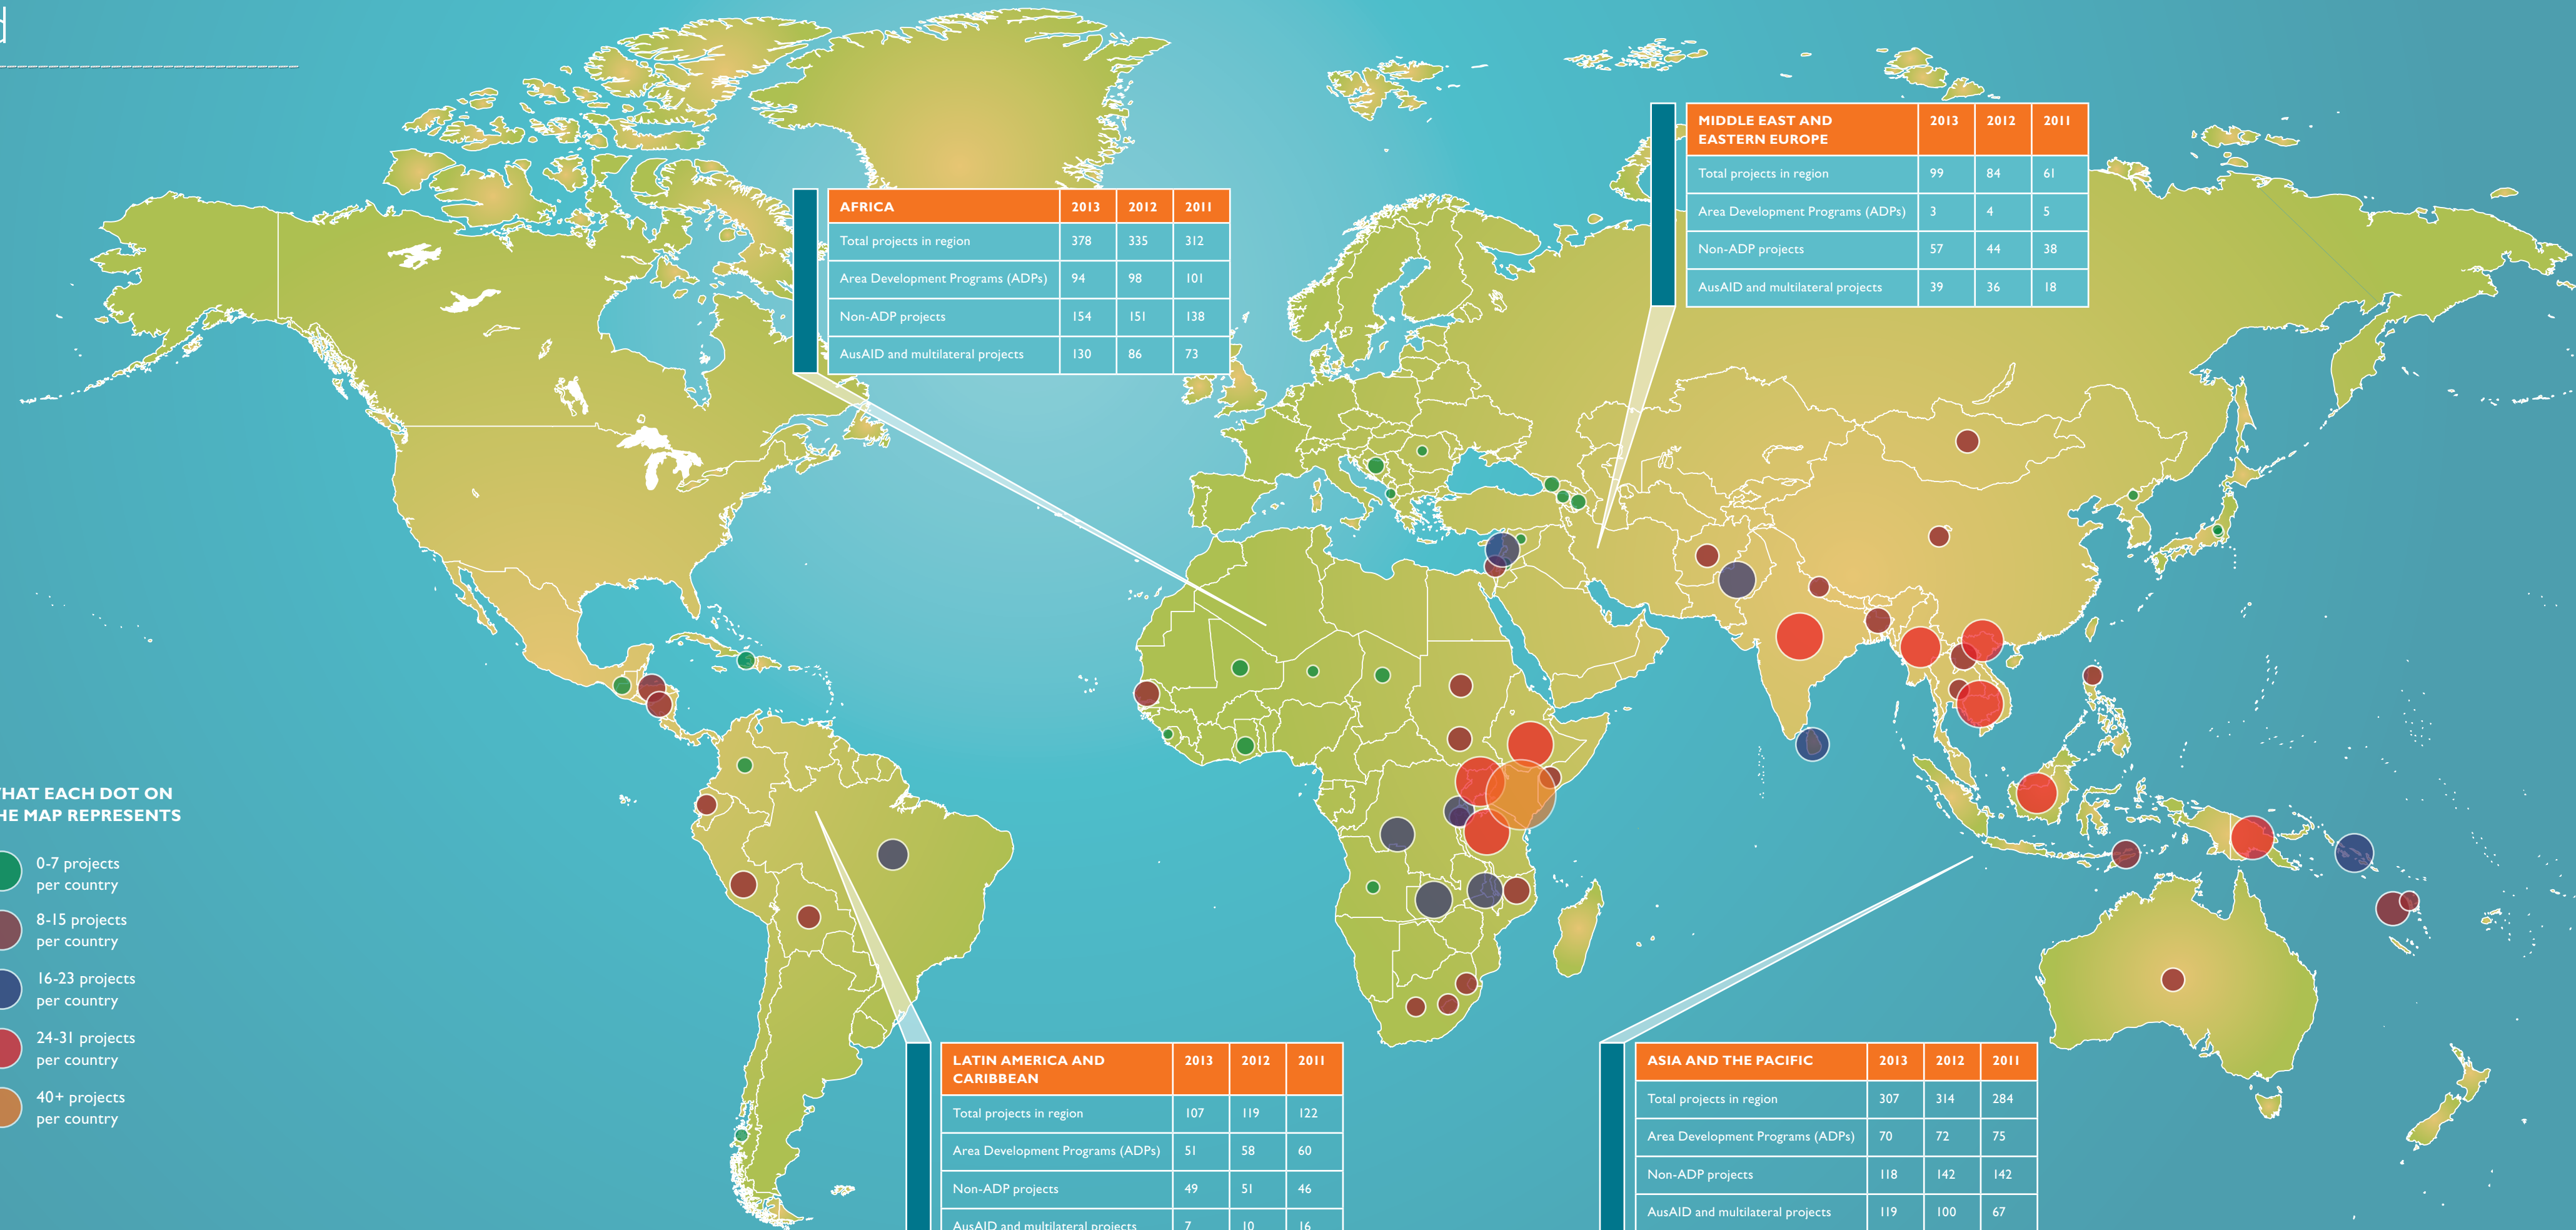 d
MIDDLE EAST AND 2013 2012 2011
EASTERN EUROPE
Total projects in region 99 84 61
Area Development Programs (ADPs) 3 4 5
Non-ADP projects 57 44 38
AusAID and multilateral projects 39 36 18
AFRICA 2013 2012 2011
Total projects in region 378 335 312
Area Development Programs (ADPs) 94 98 101
Non-ADP projects 154 151 138
AusAID and multilateral projects 130 86 73
HAT EACH DOT ON
HE MAP REPRESENTS
0-7 projects
per country
8-15 projects
per country
16-23 projects
per country
24-31 projects
per country
40+ projects
per country
LATIN AMERICA AND 2013 2012 2011
CARIBBEAN
Total projects in region 107 119 122
Area Development Programs (ADPs) 51 58 60
Non-ADP projects 49 51 46
AusAID and multilateral projects 7 10 16
ASIA AND THE PACIFIC 2013 2012 2011
Total projects in region 307 314 284
Area Development Programs (ADPs) 70 72 75
Non-ADP projects 118 142 142
AusAID and multilateral projects 119 100 67